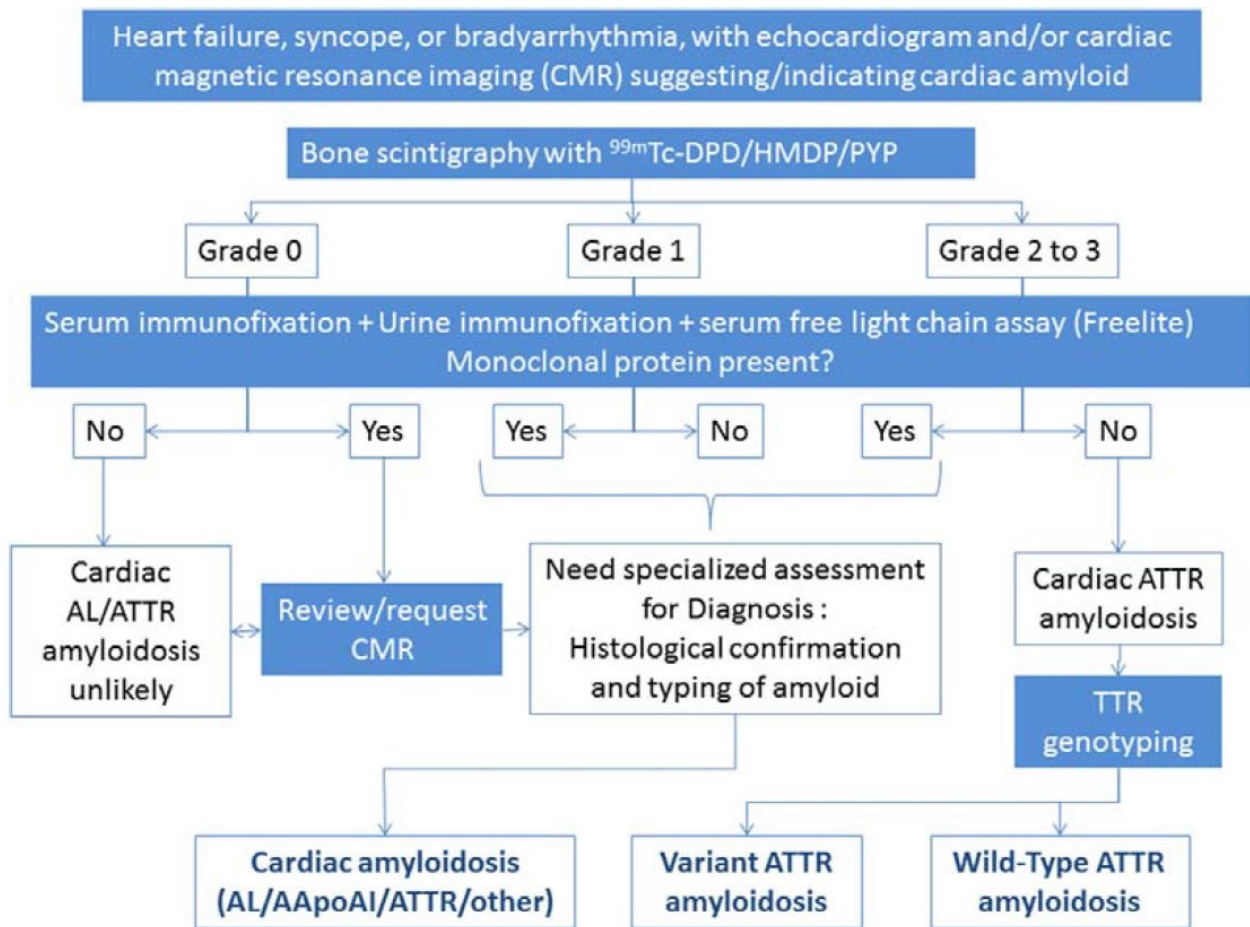 Heart failure, syncope, or bradyarrhythmia, with echocardiogram and/or cardiac
magnetic resonance imaging (CMR) suggesting/indicating cardiac amyloid
Bone scintigraphy with ⁹⁹ᵐTc-DPD/HMDP/PYP
Grade 0
Grade 1
Grade 2 to 3
Serum immunofixation + Urine immunofixation + serum free light chain assay (Freelite)
Monoclonal protein present?
No
Yes
Yes
No
Yes
No
Cardiac
AL/ATTR
amyloidosis
unlikely
Review/request
CMR
Need specialized assessment
for Diagnosis :
Histological confirmation
and typing of amyloid
Cardiac ATTR
amyloidosis
TTR
genotyping
Cardiac amyloidosis
(AL/AApoAI/ATTR/other)
Variant ATTR
amyloidosis
Wild-Type ATTR
amyloidosis